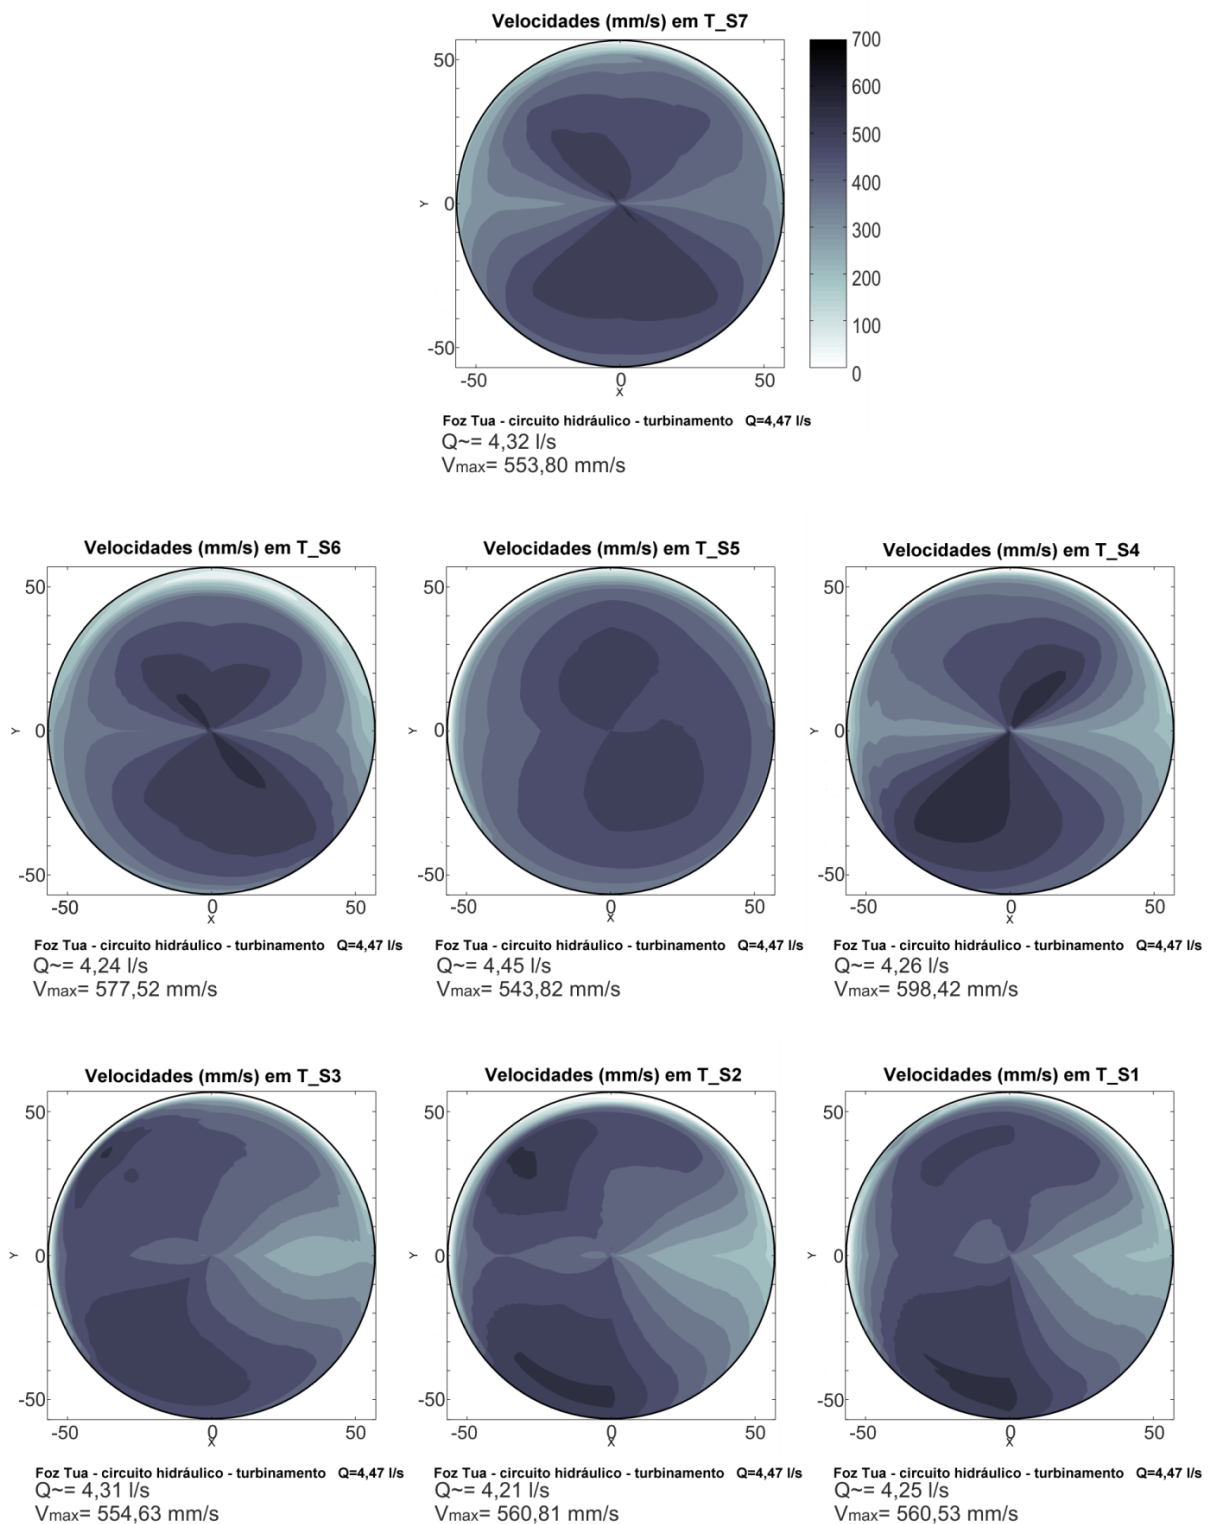 Velocidades (mm/s) em T_S7
700
600
500
400
300
200
100
0
50
0
-50
Y
-50 0 50
X
Foz Tua - circuito hidráulico - turbinamento Q=4,47 l/s
Q~= 4,32 l/s
Vmax= 553,80 mm/s
Velocidades (mm/s) em T_S6
50
0
-50
Y
-50 0 50
X
Foz Tua - circuito hidráulico - turbinamento Q=4,47 l/s
Q~= 4,24 l/s
Vmax= 577,52 mm/s
Velocidades (mm/s) em T_S5
50
0
-50
Y
-50 0 50
X
Foz Tua - circuito hidráulico - turbinamento Q=4,47 l/s
Q~= 4,45 l/s
Vmax= 543,82 mm/s
Velocidades (mm/s) em T_S4
50
0
-50
Y
-50 0 50
X
Foz Tua - circuito hidráulico - turbinamento Q=4,47 l/s
Q~= 4,26 l/s
Vmax= 598,42 mm/s
Velocidades (mm/s) em T_S3
50
0
-50
Y
-50 0 50
X
Foz Tua - circuito hidráulico - turbinamento Q=4,47 l/s
Q~= 4,31 l/s
Vmax= 554,63 mm/s
Velocidades (mm/s) em T_S2
50
0
-50
Y
-50 0 50
X
Foz Tua - circuito hidráulico - turbinamento Q=4,47 l/s
Q~= 4,21 l/s
Vmax= 560,81 mm/s
Velocidades (mm/s) em T_S1
50
0
-50
Y
-50 0 50
X
Foz Tua - circuito hidráulico - turbinamento Q=4,47 l/s
Q~= 4,25 l/s
Vmax= 560,53 mm/s